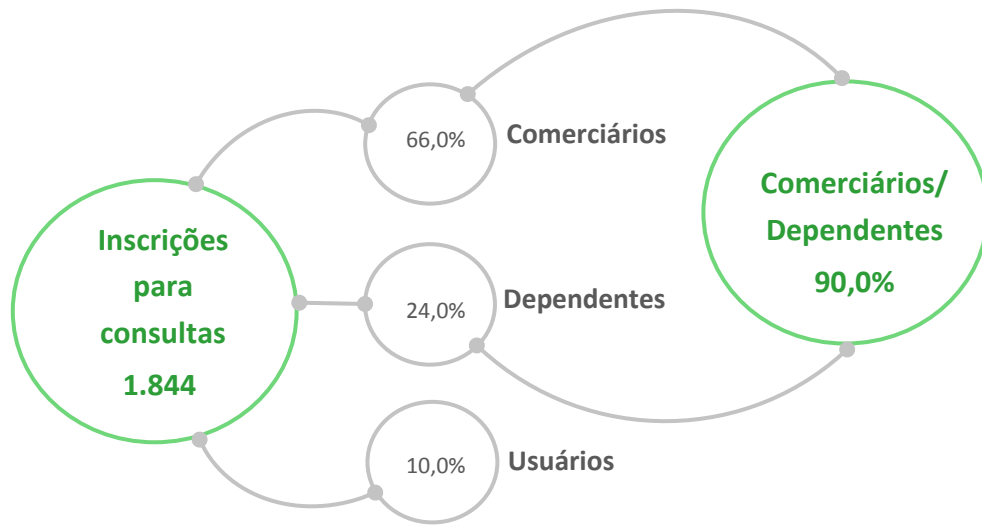 Inscrições
para
consultas
1.844
66,0%
Comerciários
24,0%
Dependentes
10,0%
Usuários
Comerciários/
Dependentes
90,0%